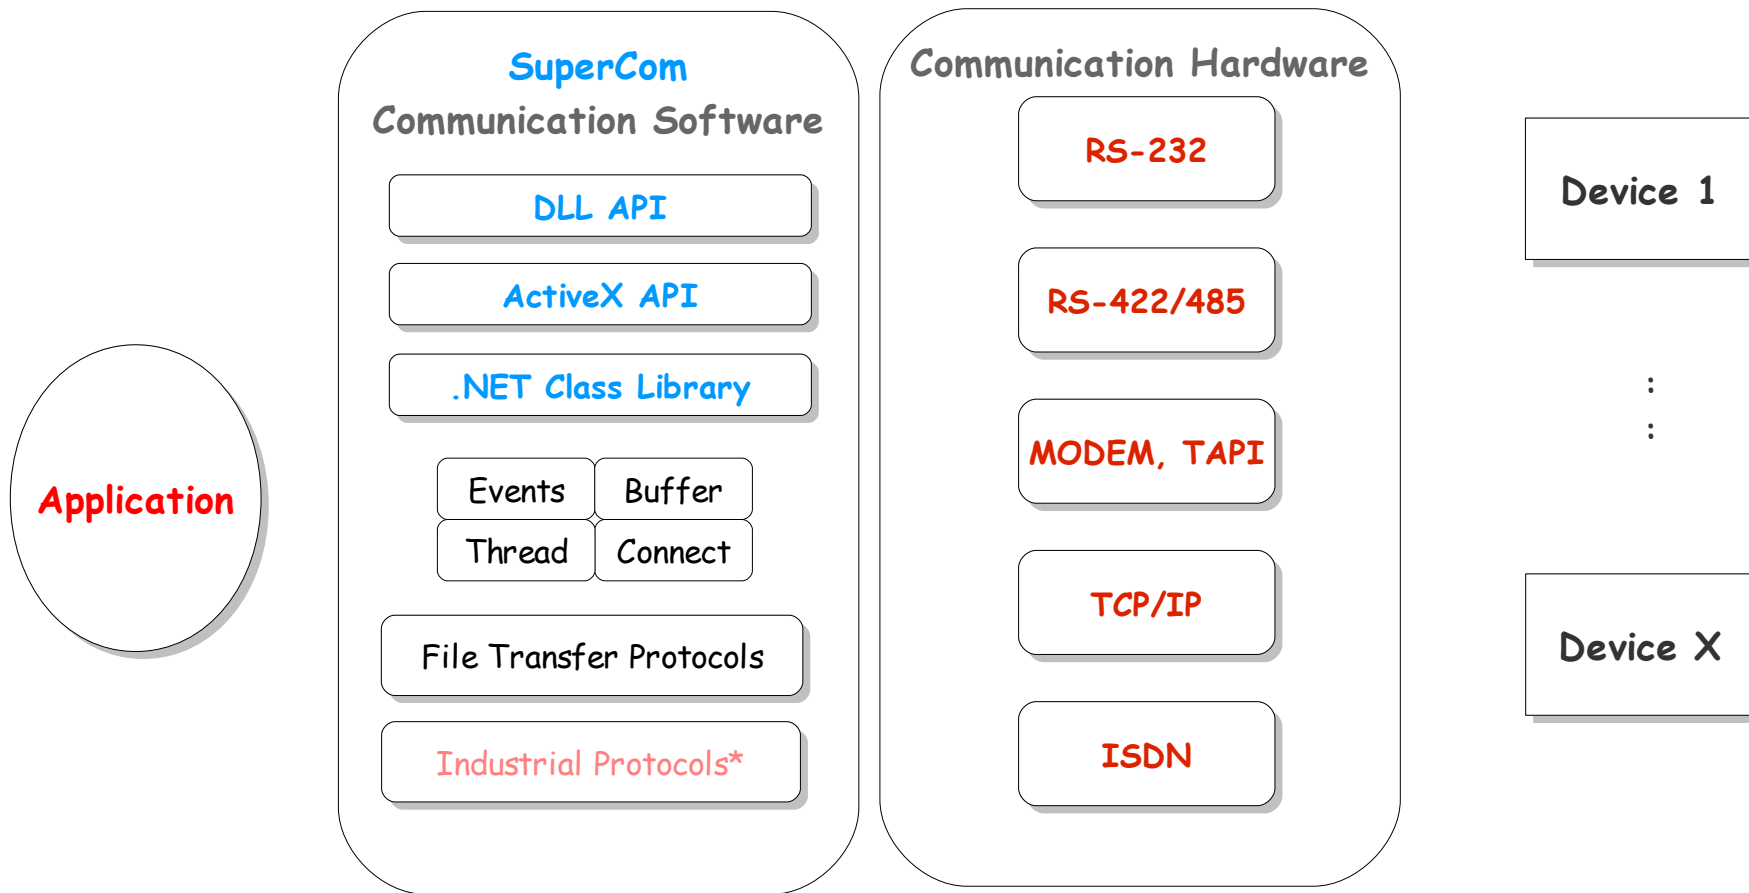 Application
SuperCom
Communication Software
DLL API
ActiveX API
.NET Class Library
Events
Buffer
Thread
Connect
File Transfer Protocols
Industrial Protocols*
Communication Hardware
RS-232
RS-422/485
MODEM, TAPI
TCP/IP
ISDN
Device 1
:
:
Device X